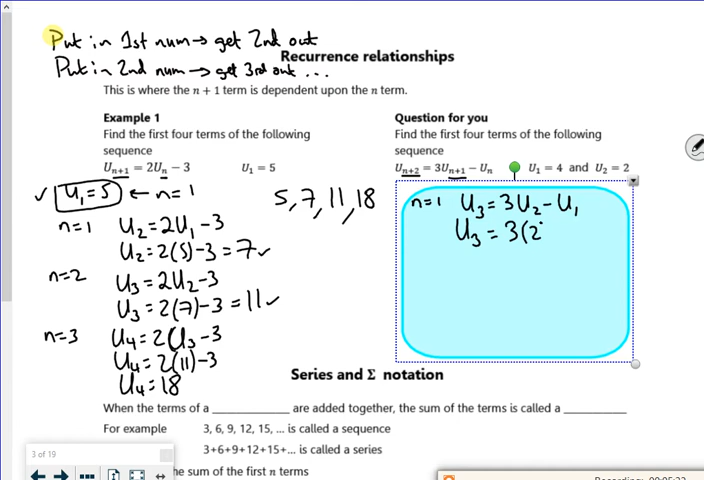 Put in 1st num → get 2nd out
Put in 2nd num → get 3rd out ...
Recurrence relationships
This is where the n + 1 term is dependent upon the n term.
Example 1
Find the first four terms of the following
sequence
Uₙ₊₁ = 2Uₙ − 3 U₁ = 5
✓ U₁ = 5 ← n = 1
5, 7, 11, 18
n=1 U₂ = 2U₁ − 3
U₂ = 2(5) − 3 = 7 ✓
n=2 U₃ = 2U₂ − 3
U₃ = 2(7) − 3 = 11 ✓
n=3 U₄ = 2U₃ − 3
U₄ = 2(11) − 3
U₄ = 18
Question for you
Find the first four terms of the following
sequence
Uₙ₊₂ = 3Uₙ₊₁ − Uₙ U₁ = 4 and U₂ = 2
n=1 U₃ = 3U₂ − U₁
U₃ = 3(2
Series and Σ notation
When the terms of a ____________ are added together, the sum of the terms is called a __________
For example 3, 6, 9, 12, 15, ... is called a sequence
3+6+9+12+15+... is called a series
he sum of the first n terms
3 of 19